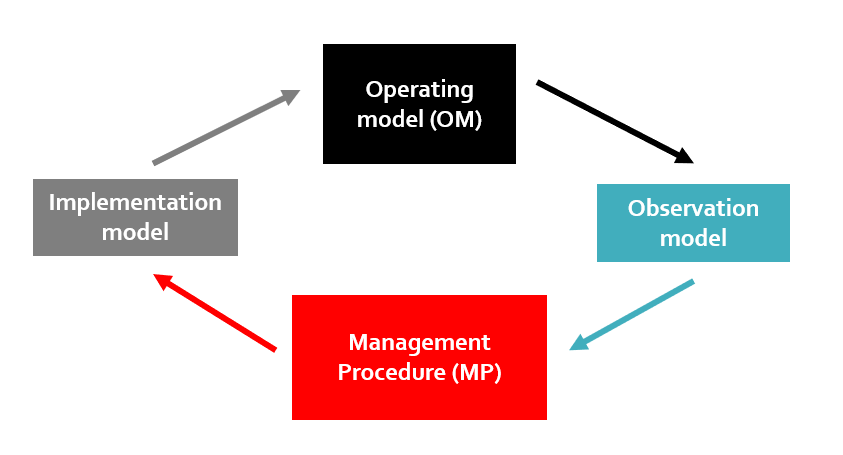 Operating
model (OM)
Implementation
model
Observation
model
Management
Procedure (MP)